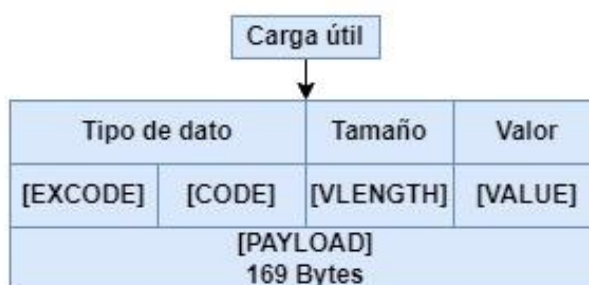 Carga útil
Tipo de dato Tamaño Valor
[EXCODE] [CODE] [VLENGTH] [VALUE]
[PAYLOAD]
169 Bytes